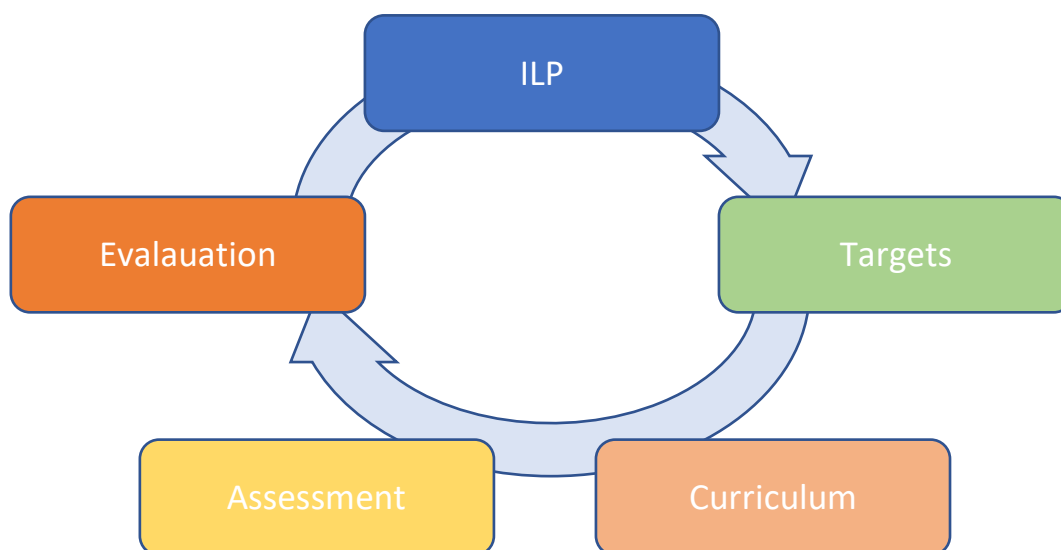 ILP
Targets
Curriculum
Assessment
Evalauation